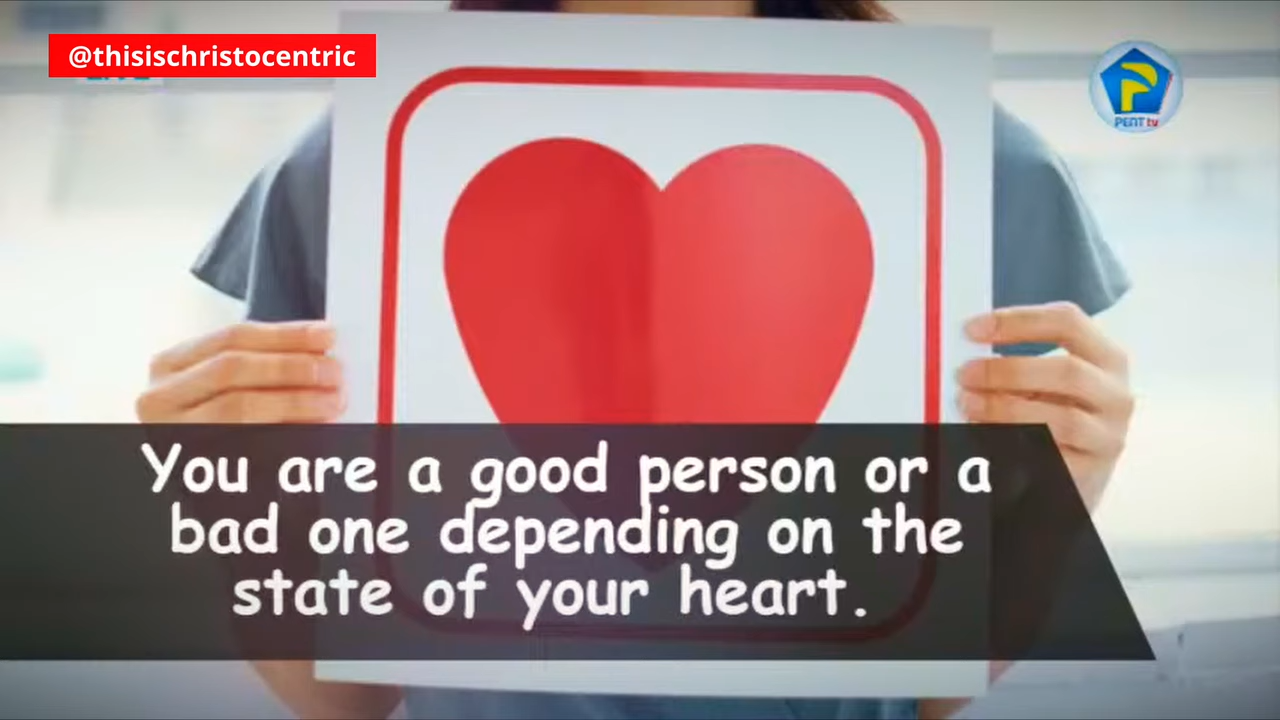 @thisischristocentric
PENT tv
You are a good person or a
bad one depending on the
state of your heart.